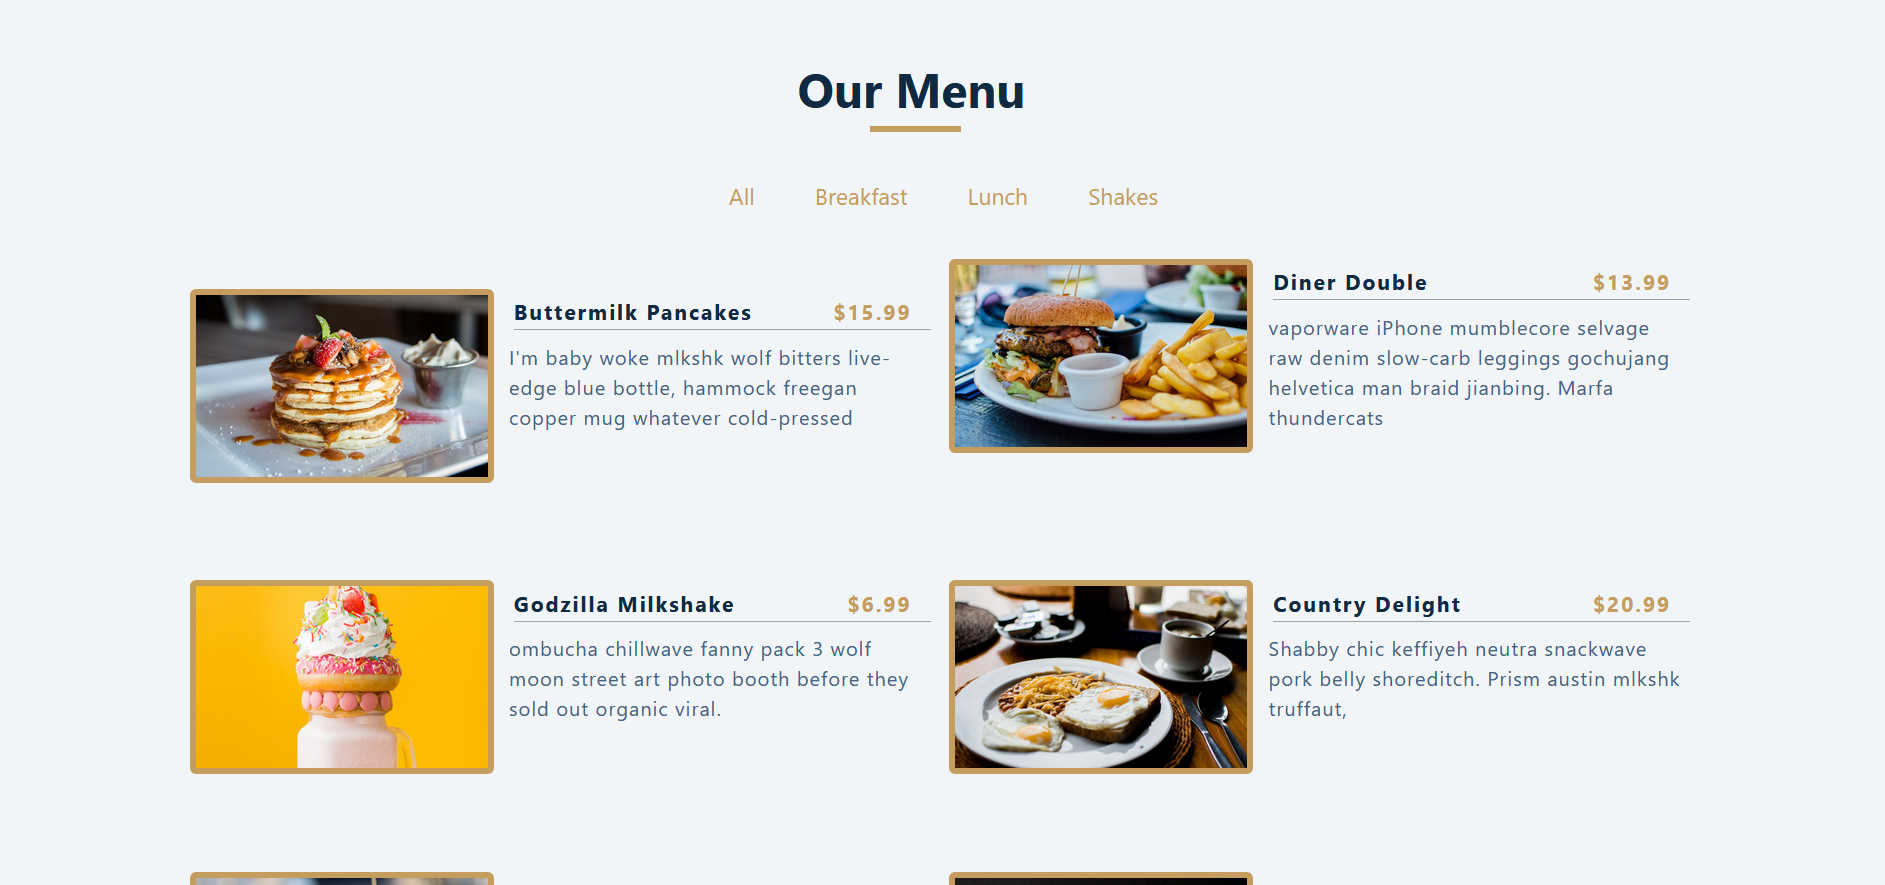 Our Menu
All Breakfast Lunch Shakes
Buttermilk Pancakes $15.99
I'm baby woke mlkshk wolf bitters live-
edge blue bottle, hammock freegan
copper mug whatever cold-pressed
Diner Double $13.99
vaporware iPhone mumblecore selvage
raw denim slow-carb leggings gochujang
helvetica man braid jianbing. Marfa
thundercats
Godzilla Milkshake $6.99
ombucha chillwave fanny pack 3 wolf
moon street art photo booth before they
sold out organic viral.
Country Delight $20.99
Shabby chic keffiyeh neutra snackwave
pork belly shoreditch. Prism austin mlkshk
truffaut,